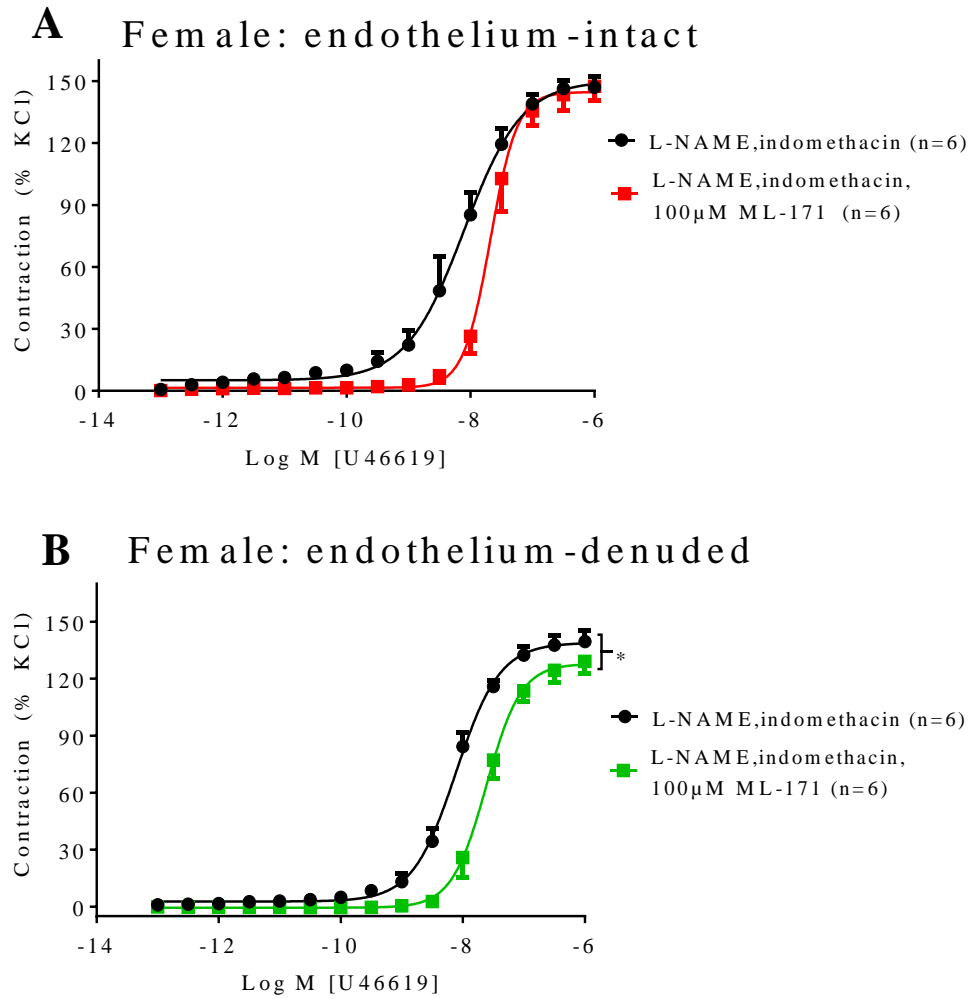 A Female: endothelium-intact
150
120
90
60
30
0
Contraction (% KCl)
-14 -12 -10 -8 -6
Log M [U46619]
L-NAME,indomethacin (n=6)
L-NAME,indomethacin,
100µM ML-171 (n=6)
B Female: endothelium-denuded
150
120
90
60
30
0
Contraction (% KCl)
-14 -12 -10 -8 -6
Log M [U46619]
*
L-NAME,indomethacin (n=6)
L-NAME,indomethacin,
100µM ML-171 (n=6)